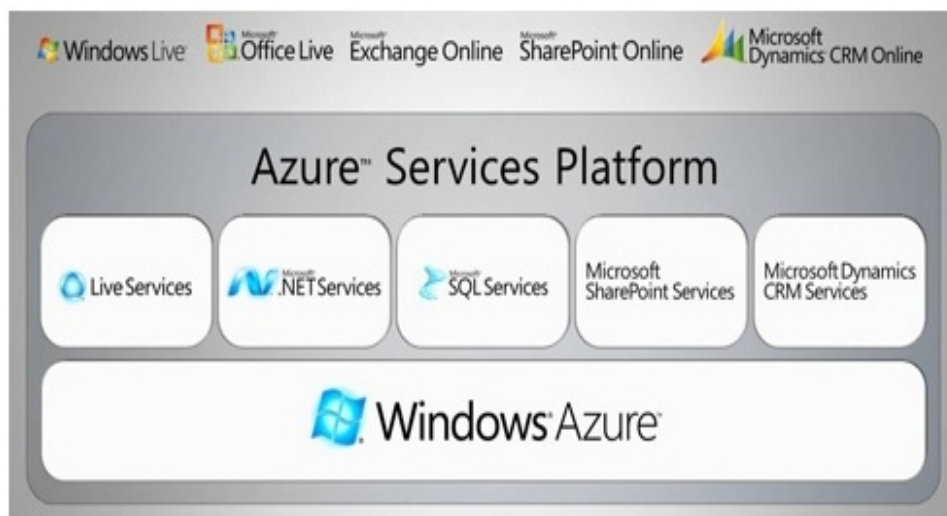 Windows Live
Microsoft
Office Live
Microsoft
Exchange Online
Microsoft
SharePoint Online
Microsoft
Dynamics CRM Online
Azure™ Services Platform
Live Services
Microsoft
.NET Services
Microsoft
SQL Services
Microsoft
SharePoint Services
Microsoft Dynamics
CRM Services
Windows Azure™